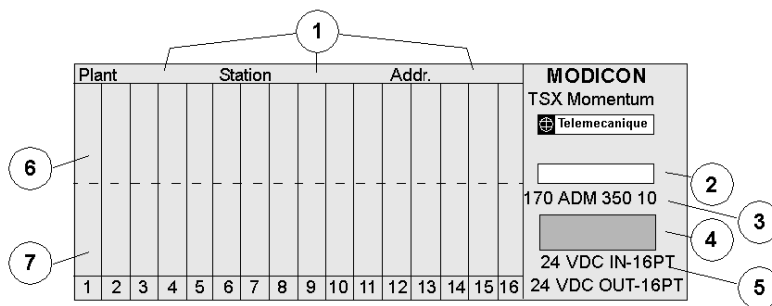 1
Plant Station Addr. MODICON
TSX Momentum
Telemecanique
6
2
170 ADM 350 10
3
4
24 VDC IN-16PT
7
5
1 2 3 4 5 6 7 8 9 10 11 12 13 14 15 16 24 VDC OUT-16PT